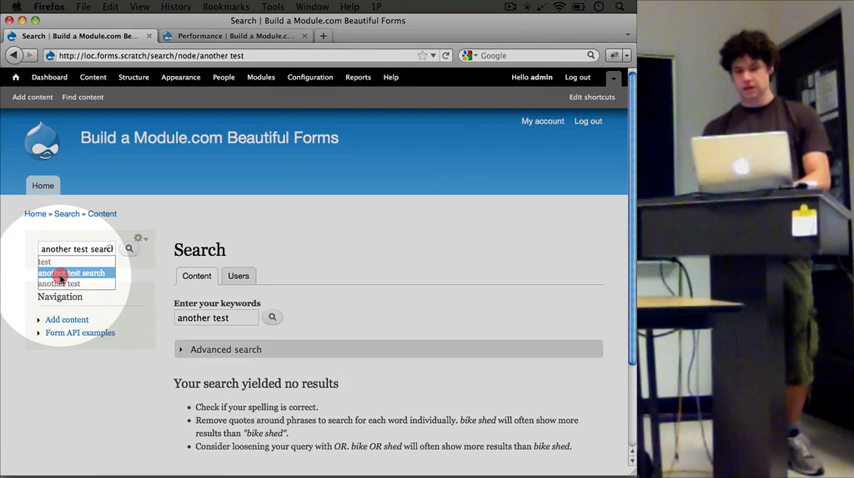 Firefox File Edit View History Bookmarks Tools Window Help
Search | Build a Module.com Beautiful Forms
Search | Build a Module.com Be... Performance | Build a Module.c...
http://loc.forms.scratch/search/node/another test
Google
Dashboard Content Structure Appearance People Modules Configuration Reports Help Hello admin Log out
Add content Find content Edit shortcuts
My account Log out
Build a Module.com Beautiful Forms
Home
Home » Search » Content
another test search
test
another test search
another test
Navigation
Add content
Form API examples
Search
Content Users
Enter your keywords
another test
Advanced search
Your search yielded no results
Check if your spelling is correct.
Remove quotes around phrases to search for each word individually. bike shed will often show more
results than "bike shed".
Consider loosening your query with OR. bike OR shed will often show more results than bike shed.